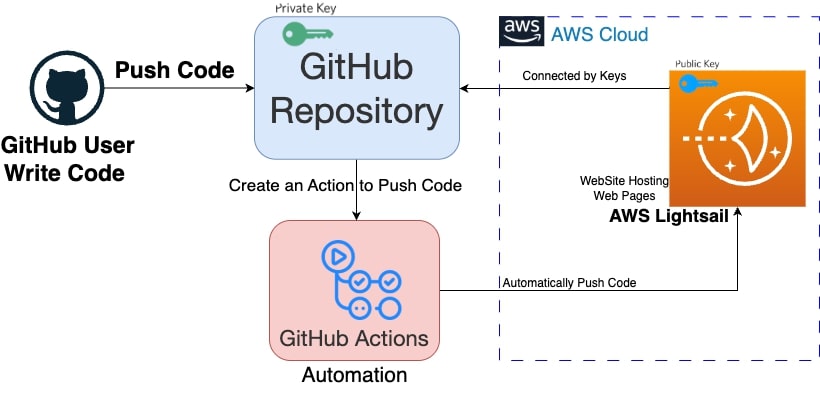 Private Key
GitHub
Repository
Push Code
GitHub User
Write Code
Create an Action to Push Code
GitHub Actions
Automation
aws
AWS Cloud
Connected by Keys
Public Key
WebSite Hosting
Web Pages
AWS Lightsail
Automatically Push Code